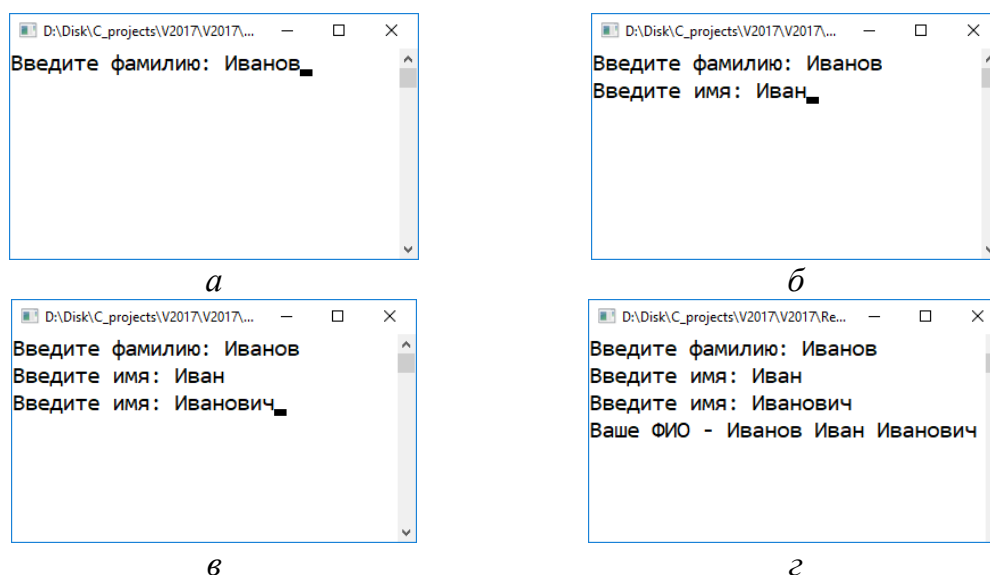 D:\Disk\C_projects\V2017\V2017\...
Введите фамилию: Иванов
а
D:\Disk\C_projects\V2017\V2017\...
Введите фамилию: Иванов
Введите имя: Иван
б
D:\Disk\C_projects\V2017\V2017\...
Введите фамилию: Иванов
Введите имя: Иван
Введите имя: Иванович
в
D:\Disk\C_projects\V2017\V2017\Re...
Введите фамилию: Иванов
Введите имя: Иван
Введите имя: Иванович
Ваше ФИО - Иванов Иван Иванович
г